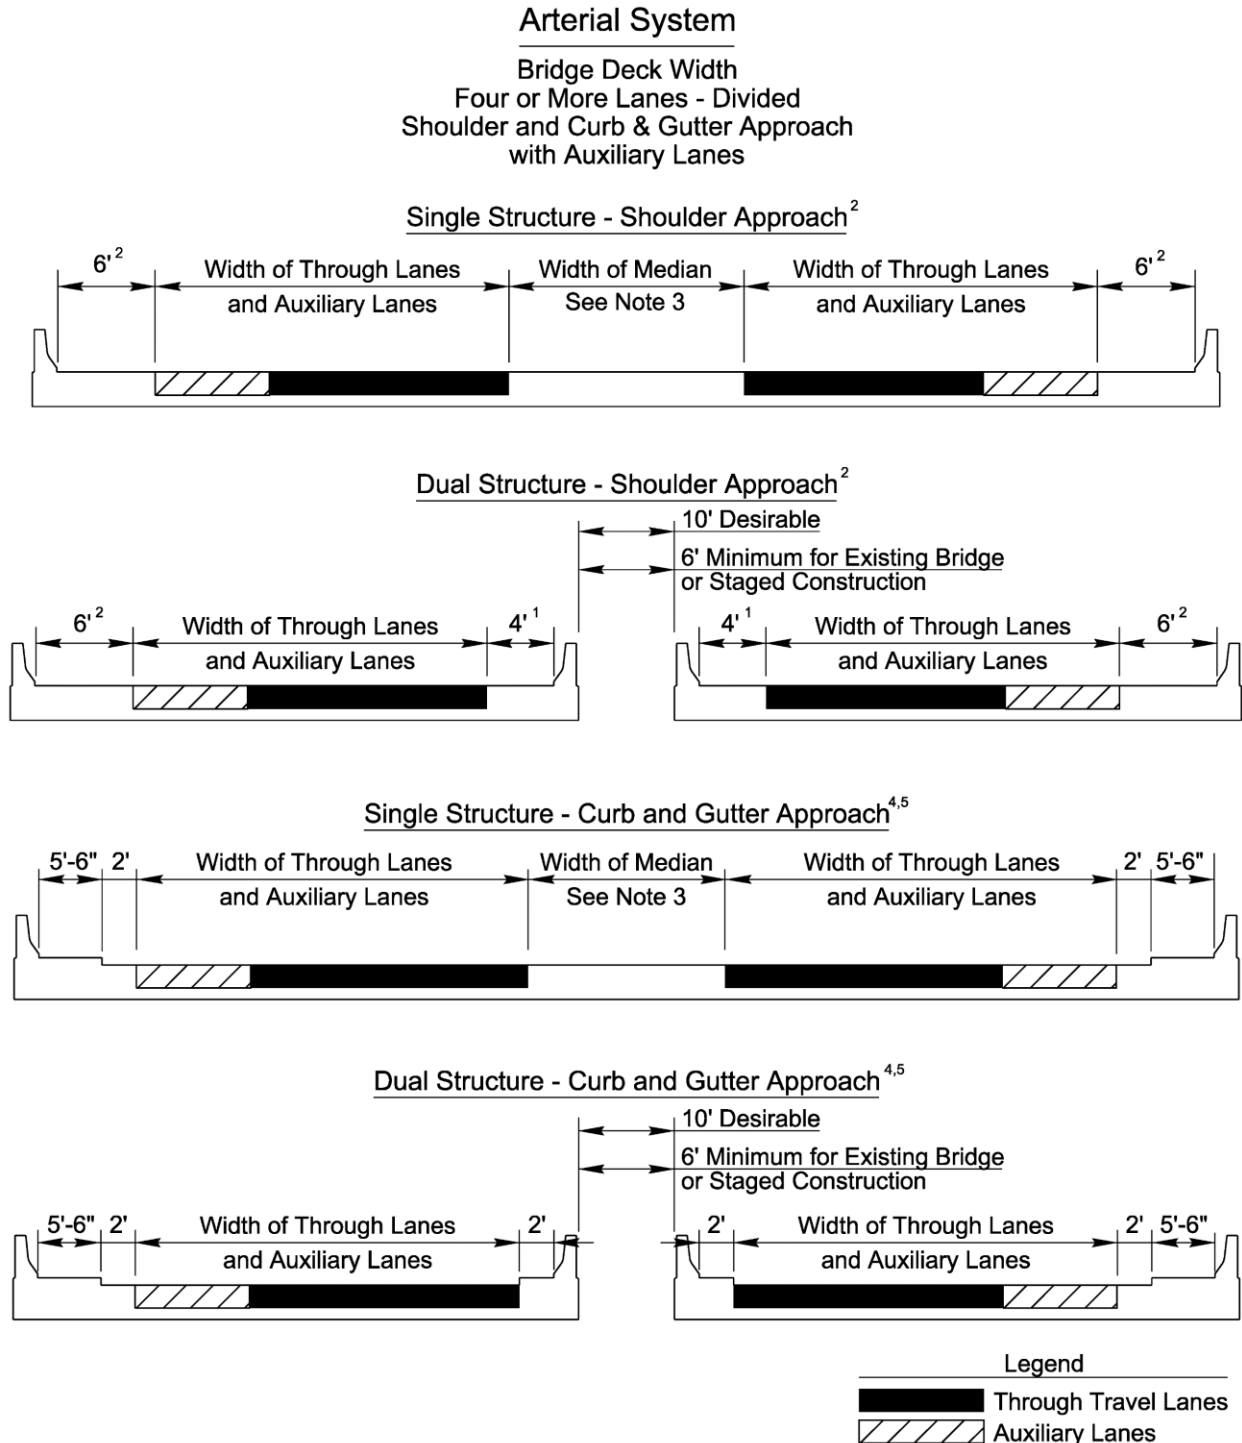 Arterial System
Bridge Deck Width
Four or More Lanes - Divided
Shoulder and Curb & Gutter Approach
with Auxiliary Lanes
Single Structure - Shoulder Approach²
6'² Width of Through Lanes Width of Median Width of Through Lanes 6'²
and Auxiliary Lanes See Note 3 and Auxiliary Lanes
Dual Structure - Shoulder Approach²
10' Desirable
6' Minimum for Existing Bridge
or Staged Construction
6'² Width of Through Lanes 4'¹ 4'¹ Width of Through Lanes 6'²
and Auxiliary Lanes and Auxiliary Lanes
Single Structure - Curb and Gutter Approach⁴,⁵
5'-6" 2' Width of Through Lanes Width of Median Width of Through Lanes 2' 5'-6"
and Auxiliary Lanes See Note 3 and Auxiliary Lanes
Dual Structure - Curb and Gutter Approach⁴,⁵
10' Desirable
6' Minimum for Existing Bridge
or Staged Construction
5'-6" 2' Width of Through Lanes 2' 2' Width of Through Lanes 2' 5'-6"
and Auxiliary Lanes and Auxiliary Lanes
Legend
Through Travel Lanes
Auxiliary Lanes